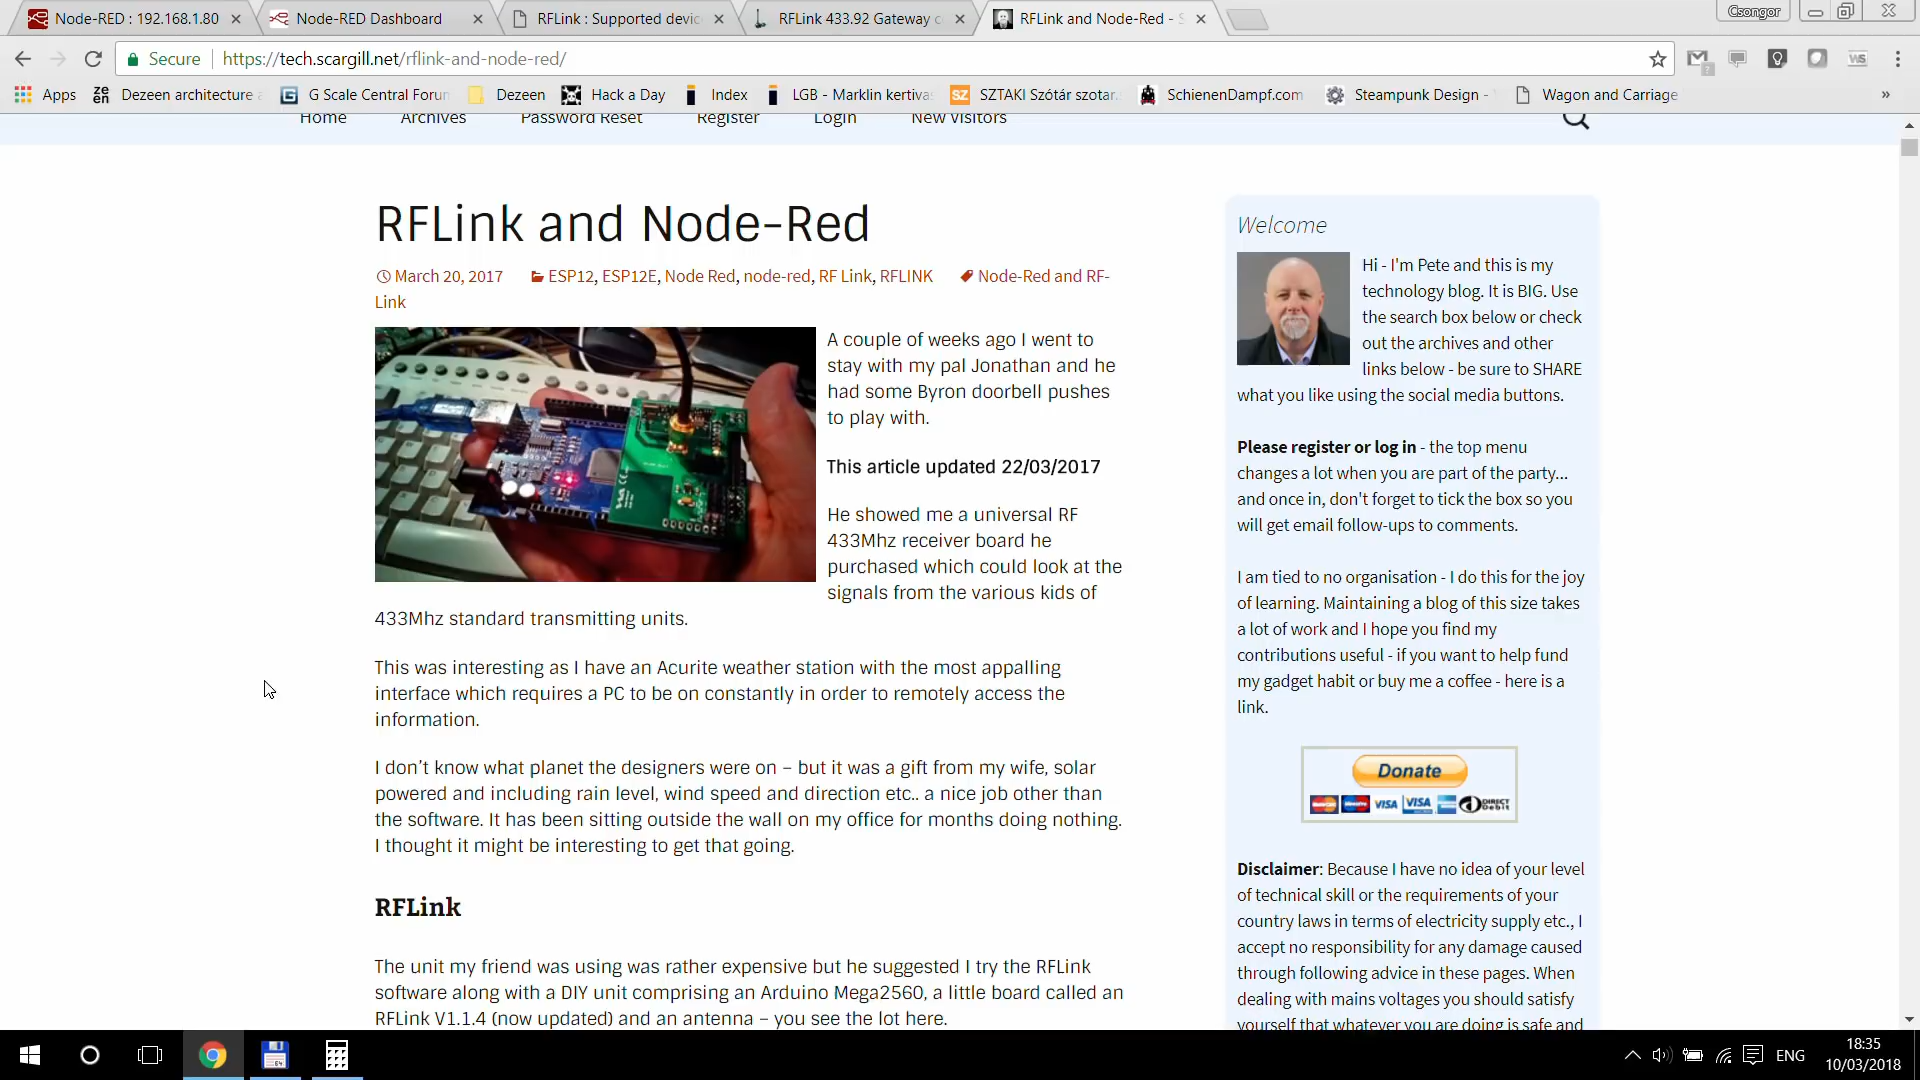 Node-RED : 192.168.1.80
Node-RED Dashboard
RFLink : Supported devic
RFLink 433.92 Gateway c
RFLink and Node-Red - S
Csongor
Secure
https://tech.scargill.net/rflink-and-node-red/
Apps
Dezeen architecture
G Scale Central Forum
Dezeen
Hack a Day
Index
LGB - Marklin kertiva
SZTAKI Szótár szotar.
SchienenDampf.com
Steampunk Design -
Wagon and Carriage
»
Home
Archives
Password Reset
Register
Login
New Visitors
RFLink and Node-Red
March 20, 2017
ESP12, ESP12E, Node Red, node-red, RF Link, RFLINK
Node-Red and RF-
Link
A couple of weeks ago I went to
stay with my pal Jonathan and he
had some Byron doorbell pushes
to play with.
This article updated 22/03/2017
He showed me a universal RF
433Mhz receiver board he
purchased which could look at the
signals from the various kids of
433Mhz standard transmitting units.
This was interesting as I have an Acurite weather station with the most appalling
interface which requires a PC to be on constantly in order to remotely access the
information.
I don’t know what planet the designers were on – but it was a gift from my wife, solar
powered and including rain level, wind speed and direction etc.. a nice job other than
the software. It has been sitting outside the wall on my office for months doing nothing.
I thought it might be interesting to get that going.
RFLink
The unit my friend was using was rather expensive but he suggested I try the RFLink
software along with a DIY unit comprising an Arduino Mega2560, a little board called an
RFLink V1.1.4 (now updated) and an antenna – you see the lot here.
Welcome
Hi - I'm Pete and this is my
technology blog. It is BIG. Use
the search box below or check
out the archives and other
links below - be sure to SHARE
what you like using the social media buttons.
Please register or log in - the top menu
changes a lot when you are part of the party...
and once in, don't forget to tick the box so you
will get email follow-ups to comments.
I am tied to no organisation - I do this for the joy
of learning. Maintaining a blog of this size takes
a lot of work and I hope you find my
contributions useful - if you want to help fund
my gadget habit or buy me a coffee - here is a
link.
Donate
VISA
VISA
DIRECT
Debit
Disclaimer: Because I have no idea of your level
of technical skill or the requirements of your
country laws in terms of electricity supply etc., I
accept no responsibility for any damage caused
through following advice in these pages. When
dealing with mains voltages you should satisfy
yourself that whatever you are doing is safe and
ENG
18:35
10/03/2018